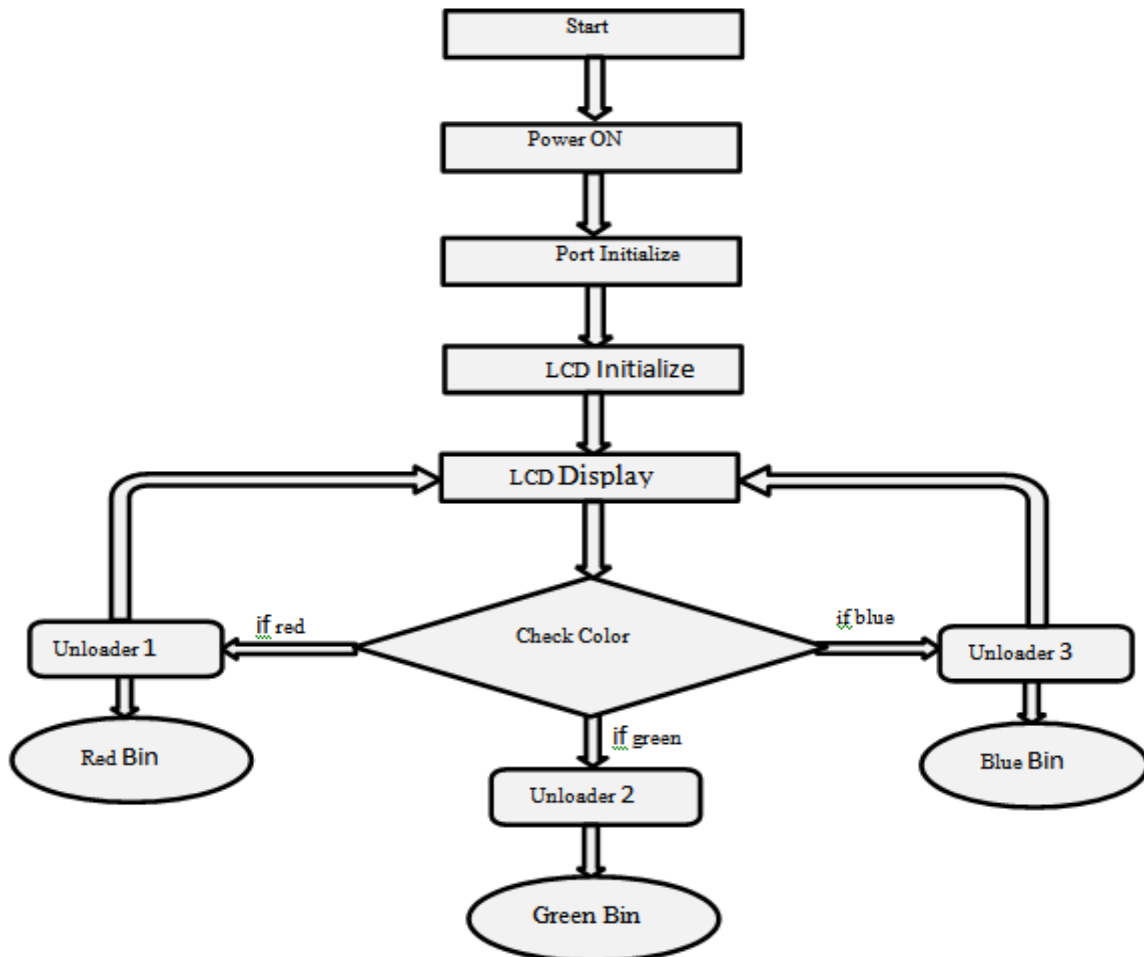 Start
Power ON
Port Initialize
LCD Initialize
LCD Display
if red
Check Color
if blue
Unloader 1
Unloader 3
Red Bin
if green
Blue Bin
Unloader 2
Green Bin